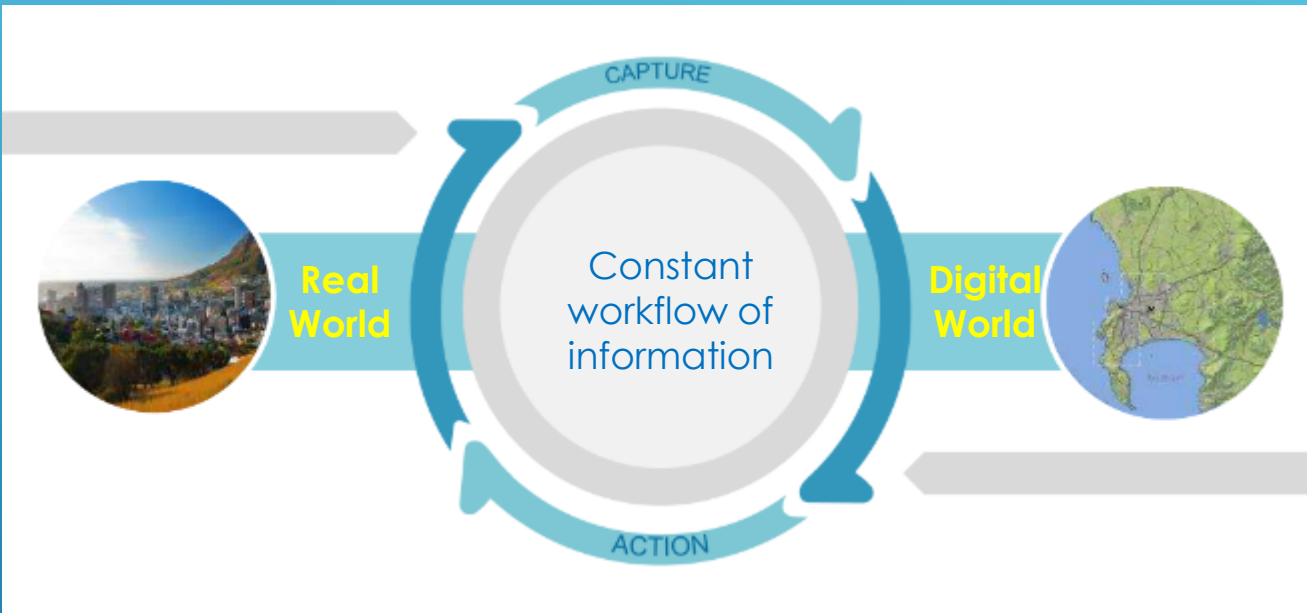 CAPTURE
Real
World
Constant
workflow of
information
Digital
World
ACTION